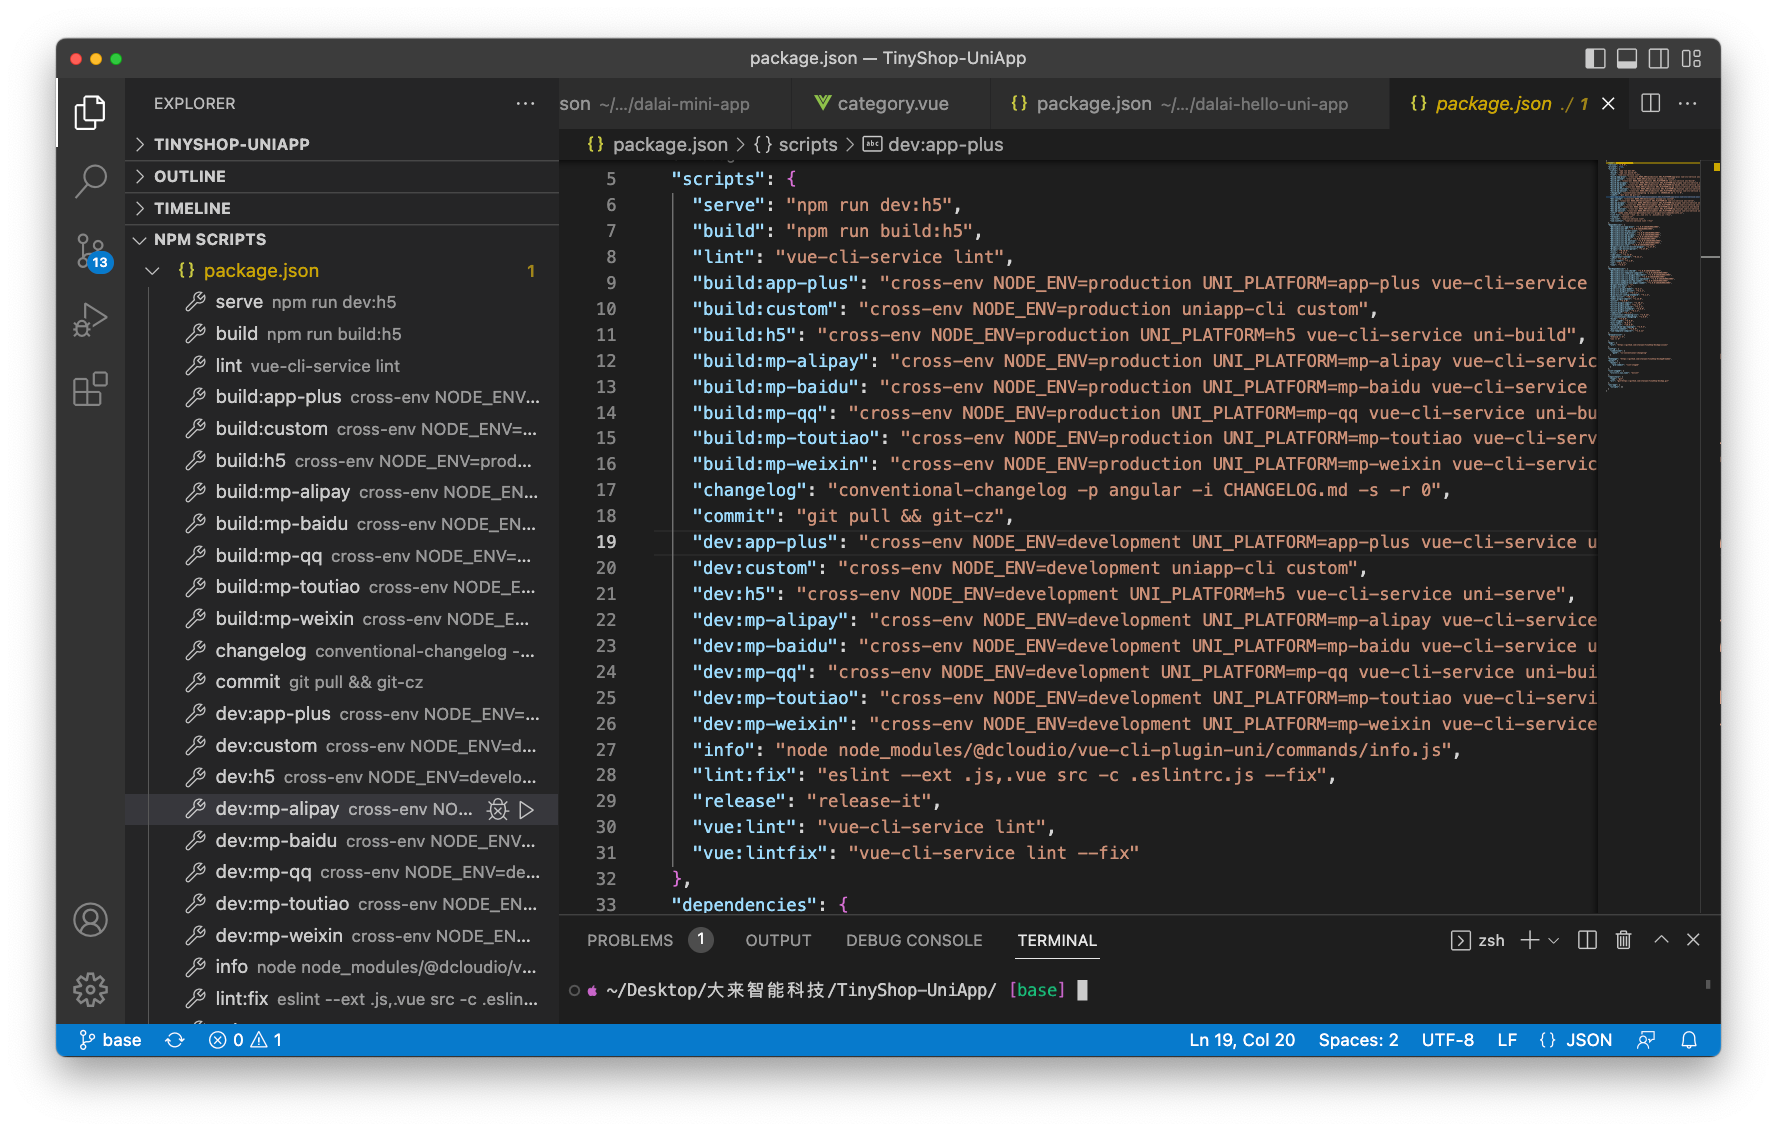 package.json — TinyShop-UniApp
EXPLORER
son ~/.../dalai-mini-app
category.vue
{} package.json ~/.../dalai-hello-uni-app
{} package.json ./ 1
TINYSHOP-UNIAPP
OUTLINE
TIMELINE
NPM SCRIPTS
{} package.json 1
serve npm run dev:h5
build npm run build:h5
lint vue-cli-service lint
build:app-plus cross-env NODE_ENV...
build:custom cross-env NODE_ENV=...
build:h5 cross-env NODE_ENV=prod...
build:mp-alipay cross-env NODE_EN...
build:mp-baidu cross-env NODE_EN...
build:mp-qq cross-env NODE_ENV=...
build:mp-toutiao cross-env NODE_E...
build:mp-weixin cross-env NODE_E...
changelog conventional-changelog -...
commit git pull && git-cz
dev:app-plus cross-env NODE_ENV=...
dev:custom cross-env NODE_ENV=d...
dev:h5 cross-env NODE_ENV=develo...
dev:mp-alipay cross-env NO...
dev:mp-baidu cross-env NODE_ENV...
dev:mp-qq cross-env NODE_ENV=de...
dev:mp-toutiao cross-env NODE_EN...
dev:mp-weixin cross-env NODE_EN...
info node node_modules/@dcloudio/v...
lint:fix eslint --ext .js,.vue src -c .eslin...
13
{} package.json > {} scripts > abc dev:app-plus
5 "scripts": {
6 "serve": "npm run dev:h5",
7 "build": "npm run build:h5",
8 "lint": "vue-cli-service lint",
9 "build:app-plus": "cross-env NODE_ENV=production UNI_PLATFORM=app-plus vue-cli-service
10 "build:custom": "cross-env NODE_ENV=production uniapp-cli custom",
11 "build:h5": "cross-env NODE_ENV=production UNI_PLATFORM=h5 vue-cli-service uni-build",
12 "build:mp-alipay": "cross-env NODE_ENV=production UNI_PLATFORM=mp-alipay vue-cli-servic
13 "build:mp-baidu": "cross-env NODE_ENV=production UNI_PLATFORM=mp-baidu vue-cli-service
14 "build:mp-qq": "cross-env NODE_ENV=production UNI_PLATFORM=mp-qq vue-cli-service uni-bu
15 "build:mp-toutiao": "cross-env NODE_ENV=production UNI_PLATFORM=mp-toutiao vue-cli-serv
16 "build:mp-weixin": "cross-env NODE_ENV=production UNI_PLATFORM=mp-weixin vue-cli-servic
17 "changelog": "conventional-changelog -p angular -i CHANGELOG.md -s -r 0",
18 "commit": "git pull && git-cz",
19 "dev:app-plus": "cross-env NODE_ENV=development UNI_PLATFORM=app-plus vue-cli-service u
20 "dev:custom": "cross-env NODE_ENV=development uniapp-cli custom",
21 "dev:h5": "cross-env NODE_ENV=development UNI_PLATFORM=h5 vue-cli-service uni-serve",
22 "dev:mp-alipay": "cross-env NODE_ENV=development UNI_PLATFORM=mp-alipay vue-cli-service
23 "dev:mp-baidu": "cross-env NODE_ENV=development UNI_PLATFORM=mp-baidu vue-cli-service u
24 "dev:mp-qq": "cross-env NODE_ENV=development UNI_PLATFORM=mp-qq vue-cli-service uni-bui
25 "dev:mp-toutiao": "cross-env NODE_ENV=development UNI_PLATFORM=mp-toutiao vue-cli-servi
26 "dev:mp-weixin": "cross-env NODE_ENV=development UNI_PLATFORM=mp-weixin vue-cli-service
27 "info": "node node_modules/@dcloudio/vue-cli-plugin-uni/commands/info.js",
28 "lint:fix": "eslint --ext .js,.vue src -c .eslintrc.js --fix",
29 "release": "release-it",
30 "vue:lint": "vue-cli-service lint",
31 "vue:lintfix": "vue-cli-service lint --fix"
32 },
33 "dependencies": {
PROBLEMS 1 OUTPUT DEBUG CONSOLE TERMINAL
zsh
~/Desktop/大来智能科技/TinyShop-UniApp/ [base]
base 0 1
Ln 19, Col 20 Spaces: 2 UTF-8 LF {} JSON